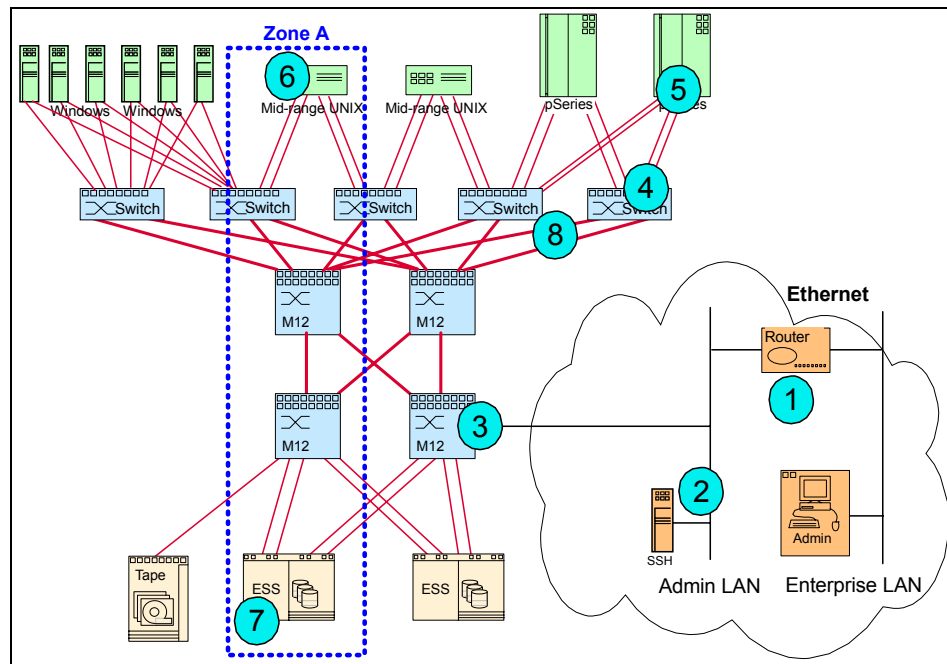 Zone A
6
5
Windows
Windows
Mid-range UNIX
Mid-range UNIX
pSeries
pSeries
4
Switch
Switch
Switch
Switch
Switch
8
M12
M12
Ethernet
Router
1
M12
M12
3
2
Admin
SSH
Admin LAN
Enterprise LAN
Tape
ESS
ESS
7